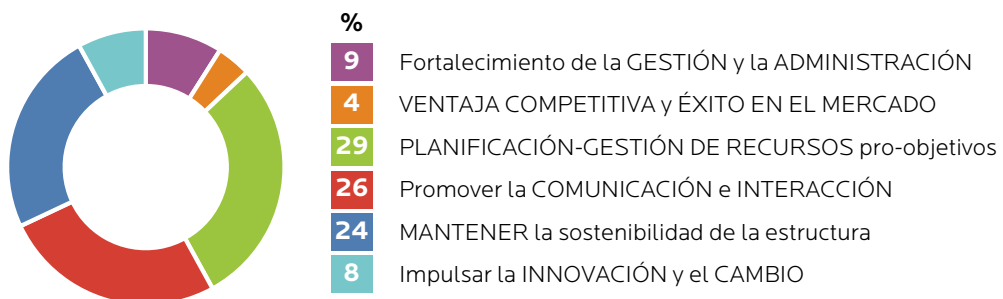 %
9 Fortalecimiento de la GESTIÓN y la ADMINISTRACIÓN
4 VENTAJA COMPETITIVA y ÉXITO EN EL MERCADO
29 PLANIFICACIÓN-GESTIÓN DE RECURSOS pro-objetivos
26 Promover la COMUNICACIÓN e INTERACCIÓN
24 MANTENER la sostenibilidad de la estructura
8 Impulsar la INNOVACIÓN y el CAMBIO